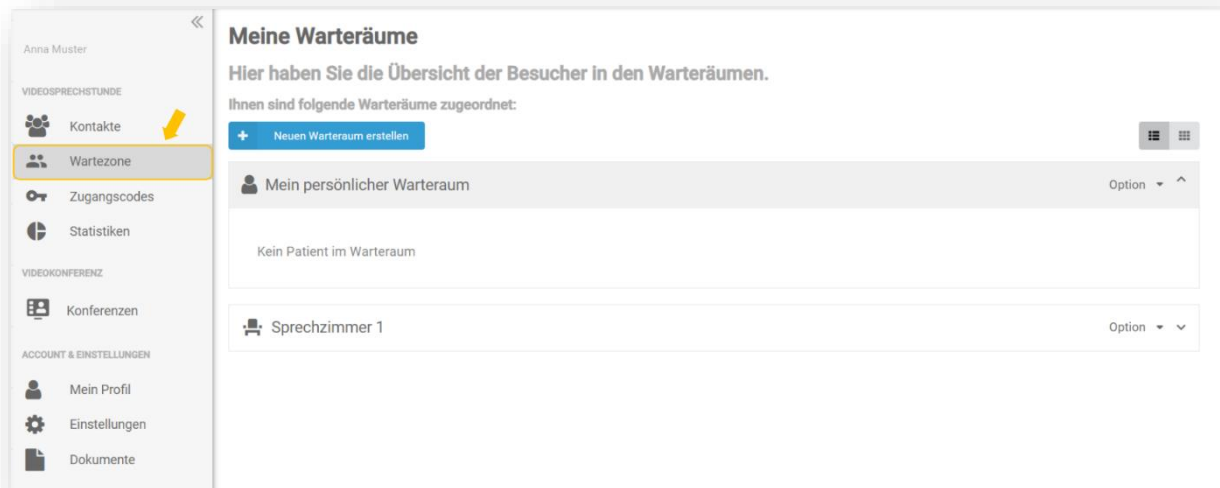 Anna Muster
VIDEOSPRECHSTUNDE
Kontakte
Wartezone
Zugangscodes
Statistiken
VIDEOKONFERENZ
Konferenzen
ACCOUNT & EINSTELLUNGEN
Mein Profil
Einstellungen
Dokumente
Meine Warteräume
Hier haben Sie die Übersicht der Besucher in den Warteräumen.
Ihnen sind folgende Warteräume zugeordnet:
+ Neuen Warteraum erstellen
Mein persönlicher Warteraum Option
Kein Patient im Warteraum
Sprechzimmer 1 Option